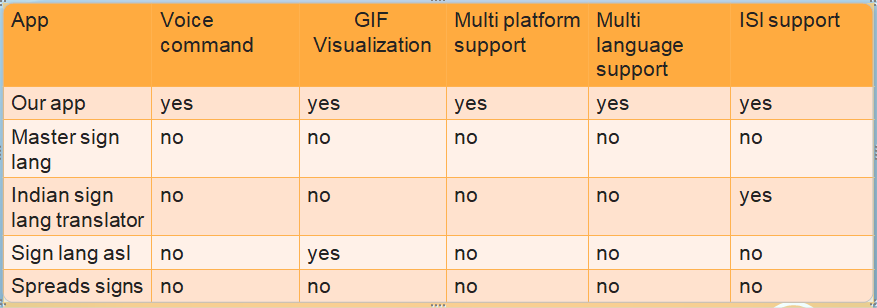 App Voice command GIF Visualization Multi platform support Multi language support ISI support
Our app yes yes yes yes yes
Master sign lang no no no no no
Indian sign lang translator no no no no yes
Sign lang asl no yes no no no
Spreads signs no no no no no